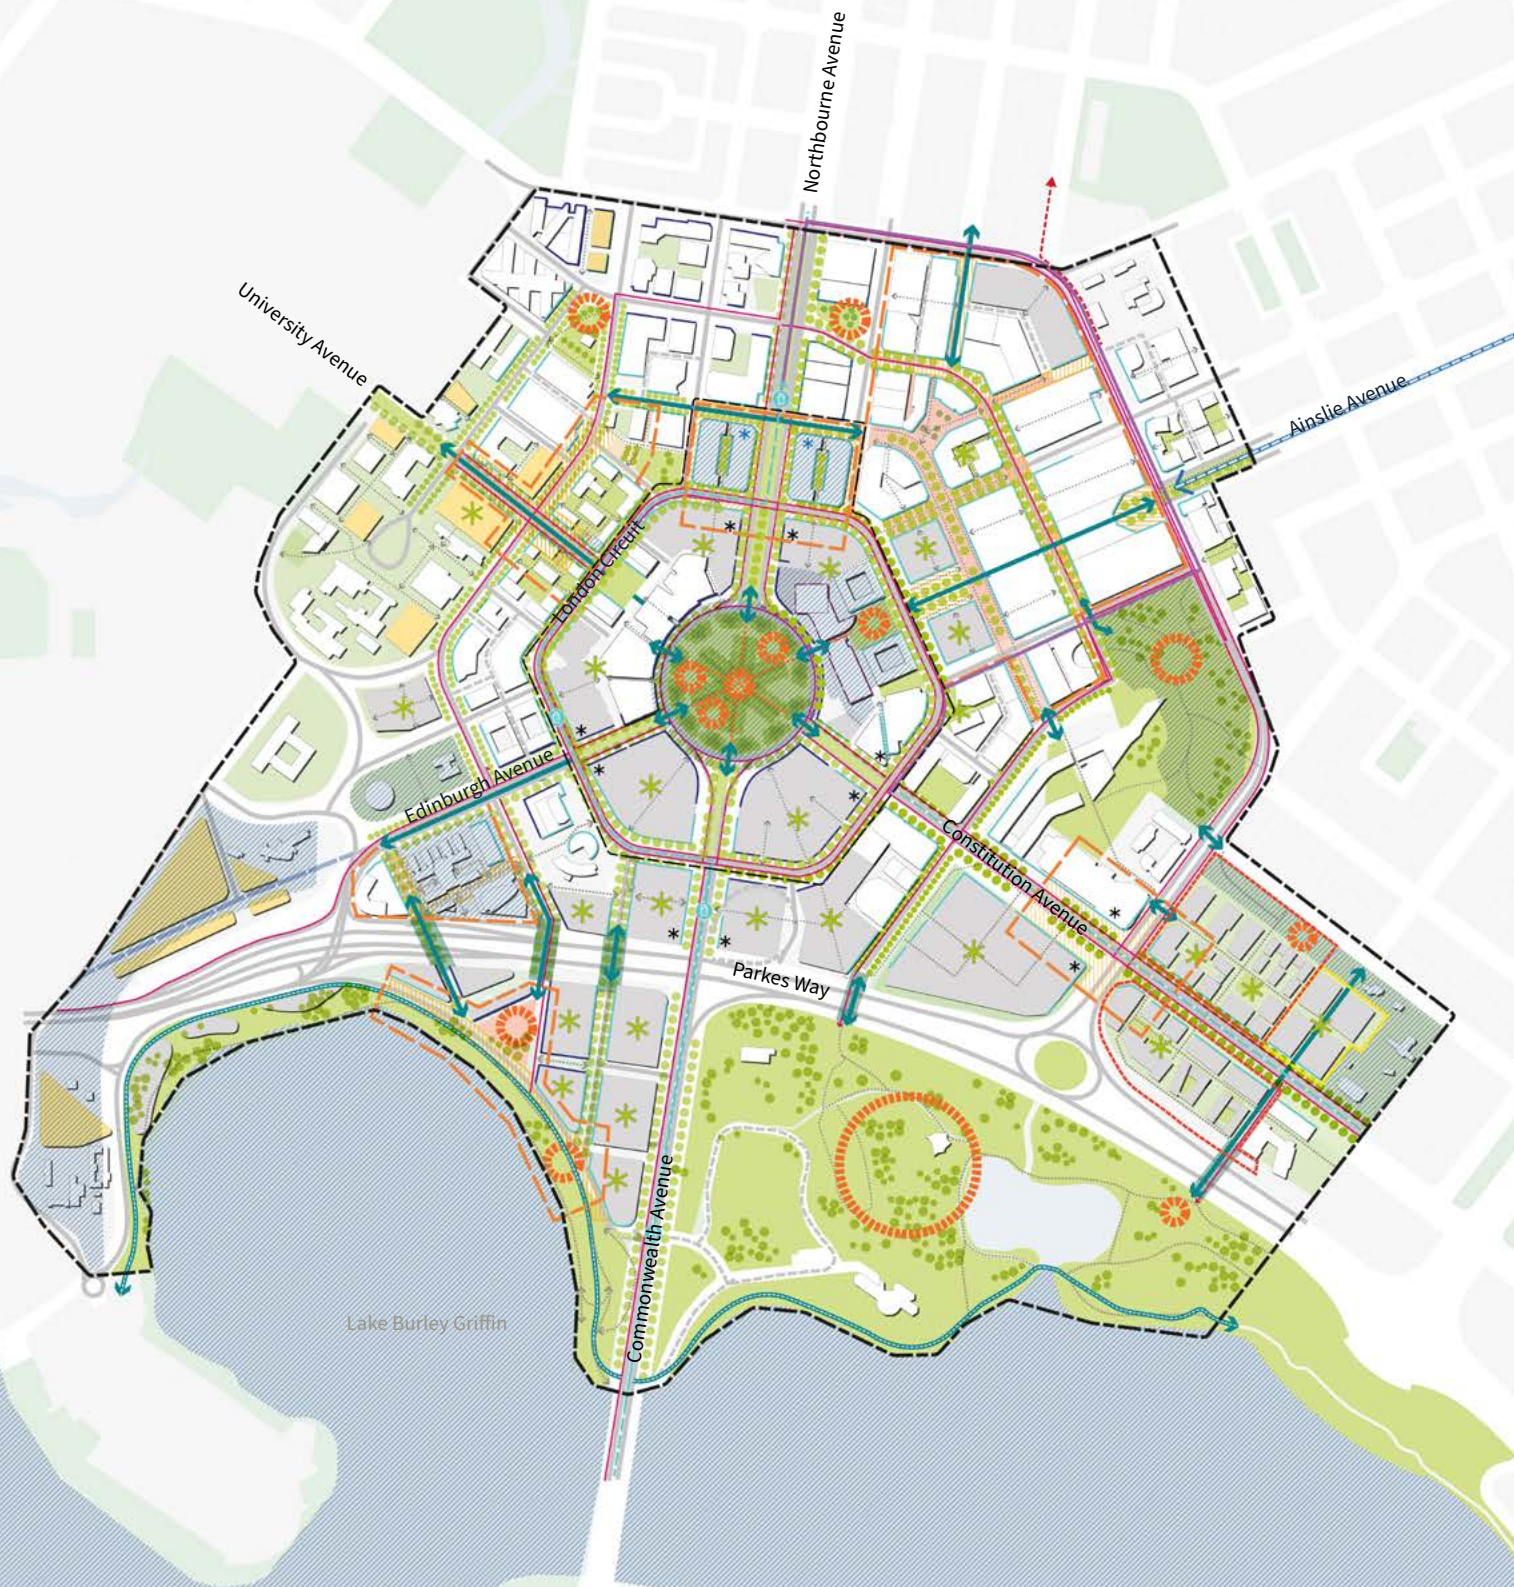 Northbourne Avenue
University Avenue
Ainslie Avenue
London Circuit
Edinburgh Avenue
Constitution Avenue
Parkes Way
Commonwealth Avenue
Lake Burley Griffin